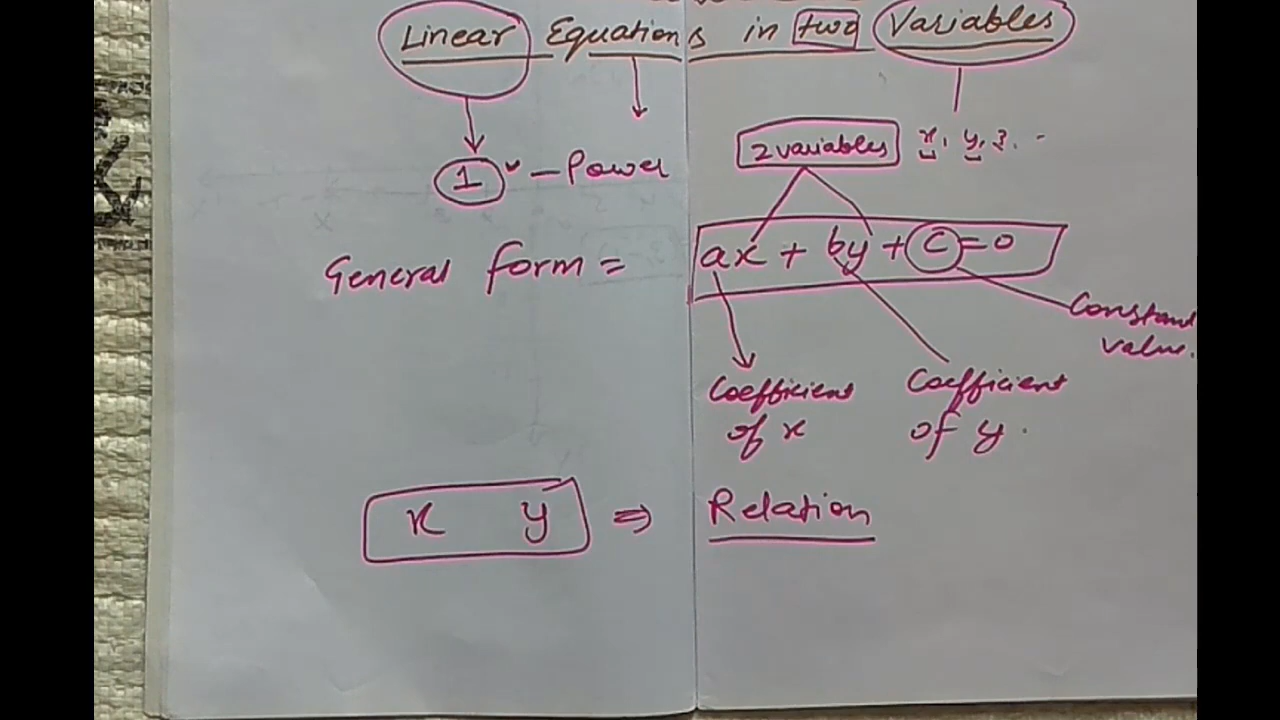 Linear Equations in two Variables
2 variables x, y, z. -
1 - Power
General form = ax + by + c = 0
Constant
value.
Coefficient Coefficient
of x of y.
x y ⇒ Relation